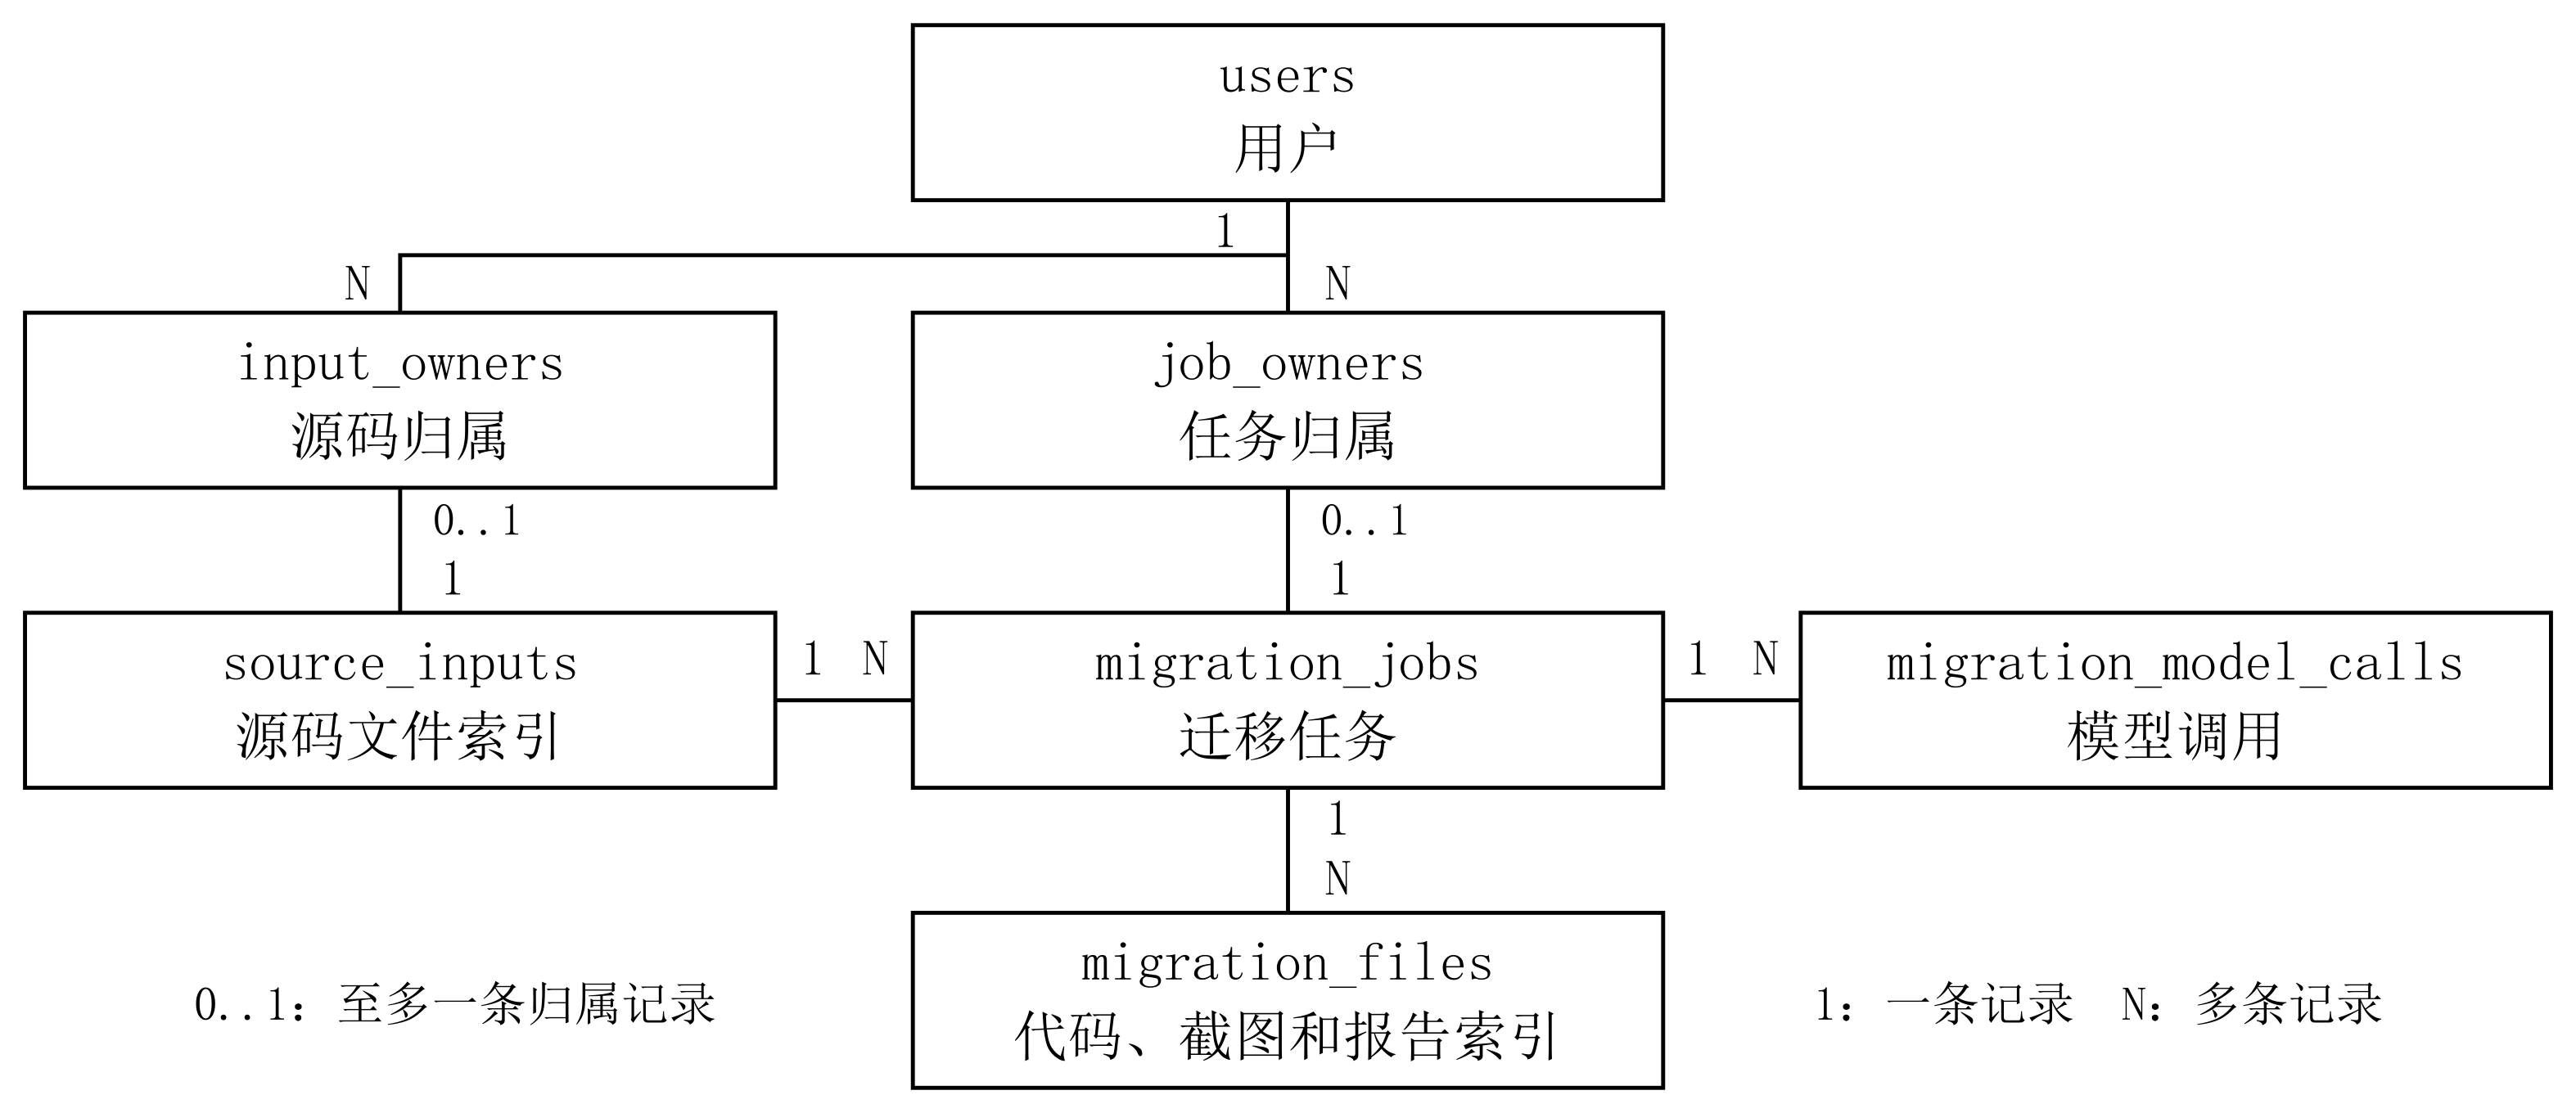 users
用户
1
N
N
input_owners
源码归属
job_owners
任务归属
0..1
1
0..1
1
source_inputs
源码文件索引
1 N
migration_jobs
迁移任务
1 N
migration_model_calls
模型调用
1
N
migration_files
代码、截图和报告索引
0..1：至多一条归属记录
1：一条记录 N：多条记录